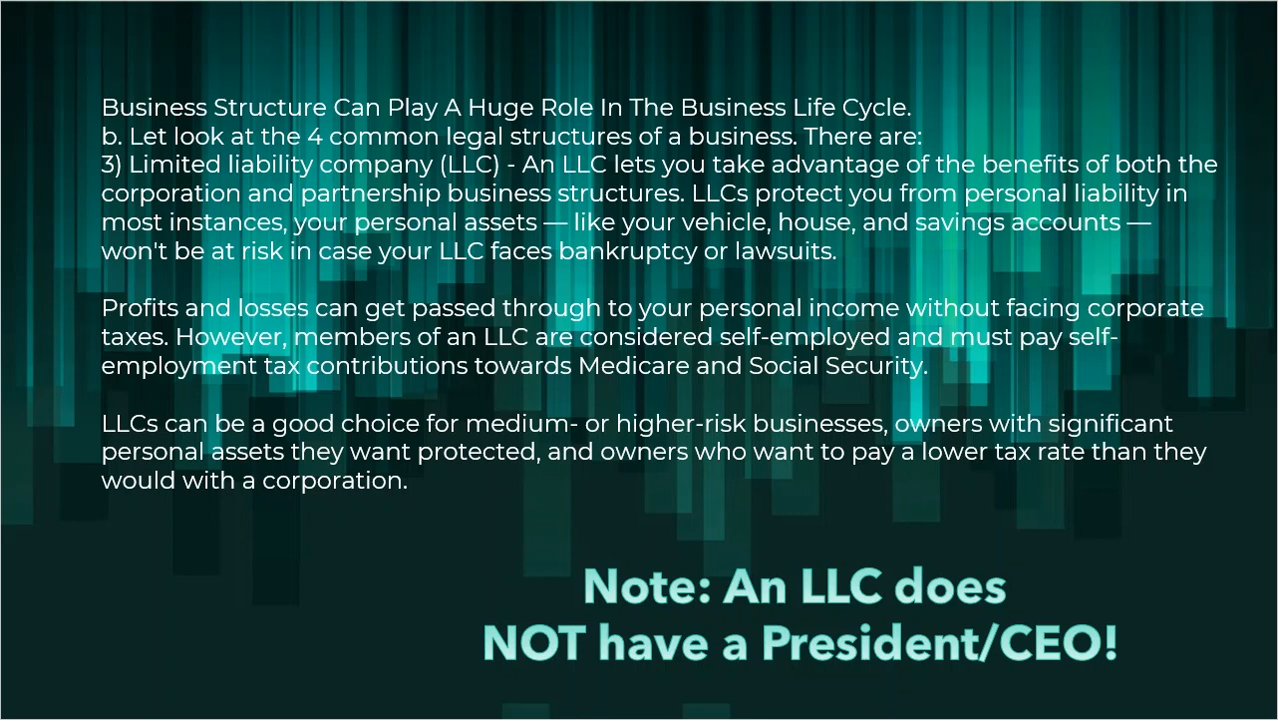 Business Structure Can Play A Huge Role In The Business Life Cycle.
b. Let look at the 4 common legal structures of a business. There are:
3) Limited liability company (LLC) - An LLC lets you take advantage of the benefits of both the
corporation and partnership business structures. LLCs protect you from personal liability in
most instances, your personal assets — like your vehicle, house, and savings accounts —
won't be at risk in case your LLC faces bankruptcy or lawsuits.
Profits and losses can get passed through to your personal income without facing corporate
taxes. However, members of an LLC are considered self-employed and must pay self-
employment tax contributions towards Medicare and Social Security.
LLCs can be a good choice for medium- or higher-risk businesses, owners with significant
personal assets they want protected, and owners who want to pay a lower tax rate than they
would with a corporation.
Note: An LLC does
NOT have a President/CEO!